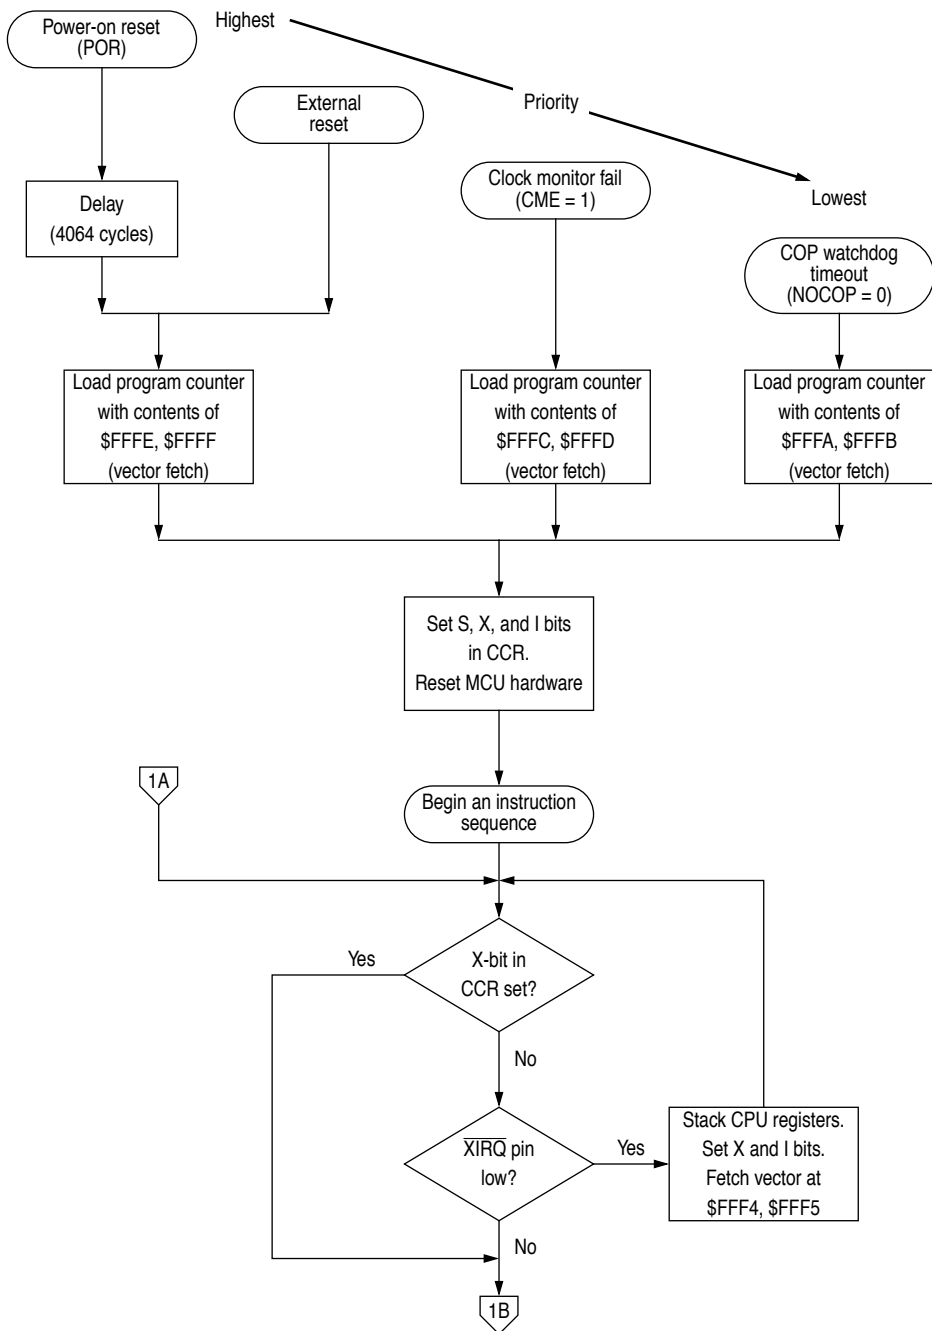 Power-on reset
(POR)
Highest
External
reset
Priority
Clock monitor fail
(CME = 1)
Lowest
Delay
(4064 cycles)
COP watchdog
timeout
(NOCOP = 0)
Load program counter
with contents of
$FFFE, $FFFF
(vector fetch)
Load program counter
with contents of
$FFFC, $FFFD
(vector fetch)
Load program counter
with contents of
$FFFA, $FFFB
(vector fetch)
Set S, X, and I bits
in CCR.
Reset MCU hardware
1A
Begin an instruction
sequence
Yes
X-bit in
CCR set?
No
XIRQ pin
low?
Yes
Stack CPU registers.
Set X and I bits.
Fetch vector at
$FFF4, $FFF5
No
1B